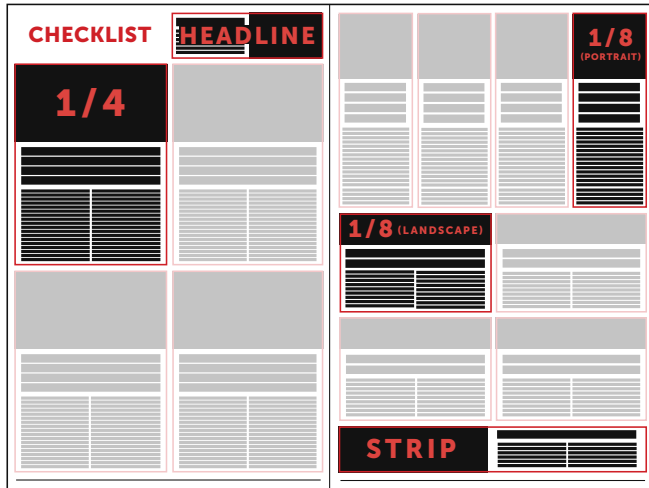 CHECKLIST
HEADLINE
1/4
1/8
(PORTRAIT)
1/8 (LANDSCAPE)
STRIP